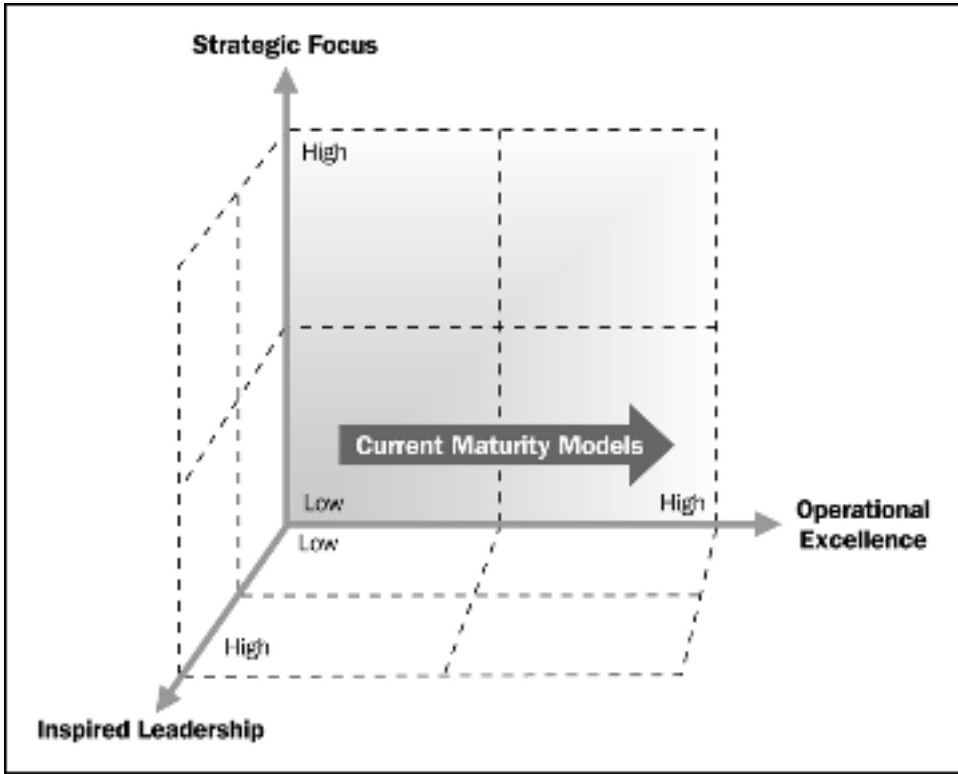 Strategic Focus
High
Current Maturity Models
Low
High
Operational
Excellence
Low
High
Inspired Leadership